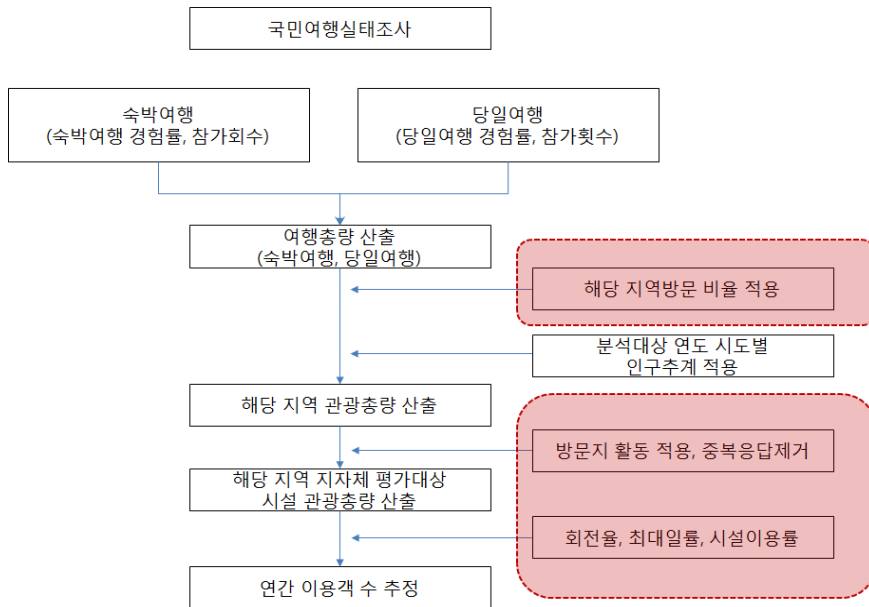 국민여행실태조사
숙박여행
(숙박여행 경험률, 참가회수)
당일여행
(당일여행 경험률, 참가횟수)
여행총량 산출
(숙박여행, 당일여행)
해당 지역방문 비율 적용
분석대상 연도 시도별
인구추계 적용
해당 지역 관광총량 산출
방문지 활동 적용, 중복응답제거
해당 지역 지자체 평가대상
시설 관광총량 산출
회전율, 최대일률, 시설이용률
연간 이용객 수 추정